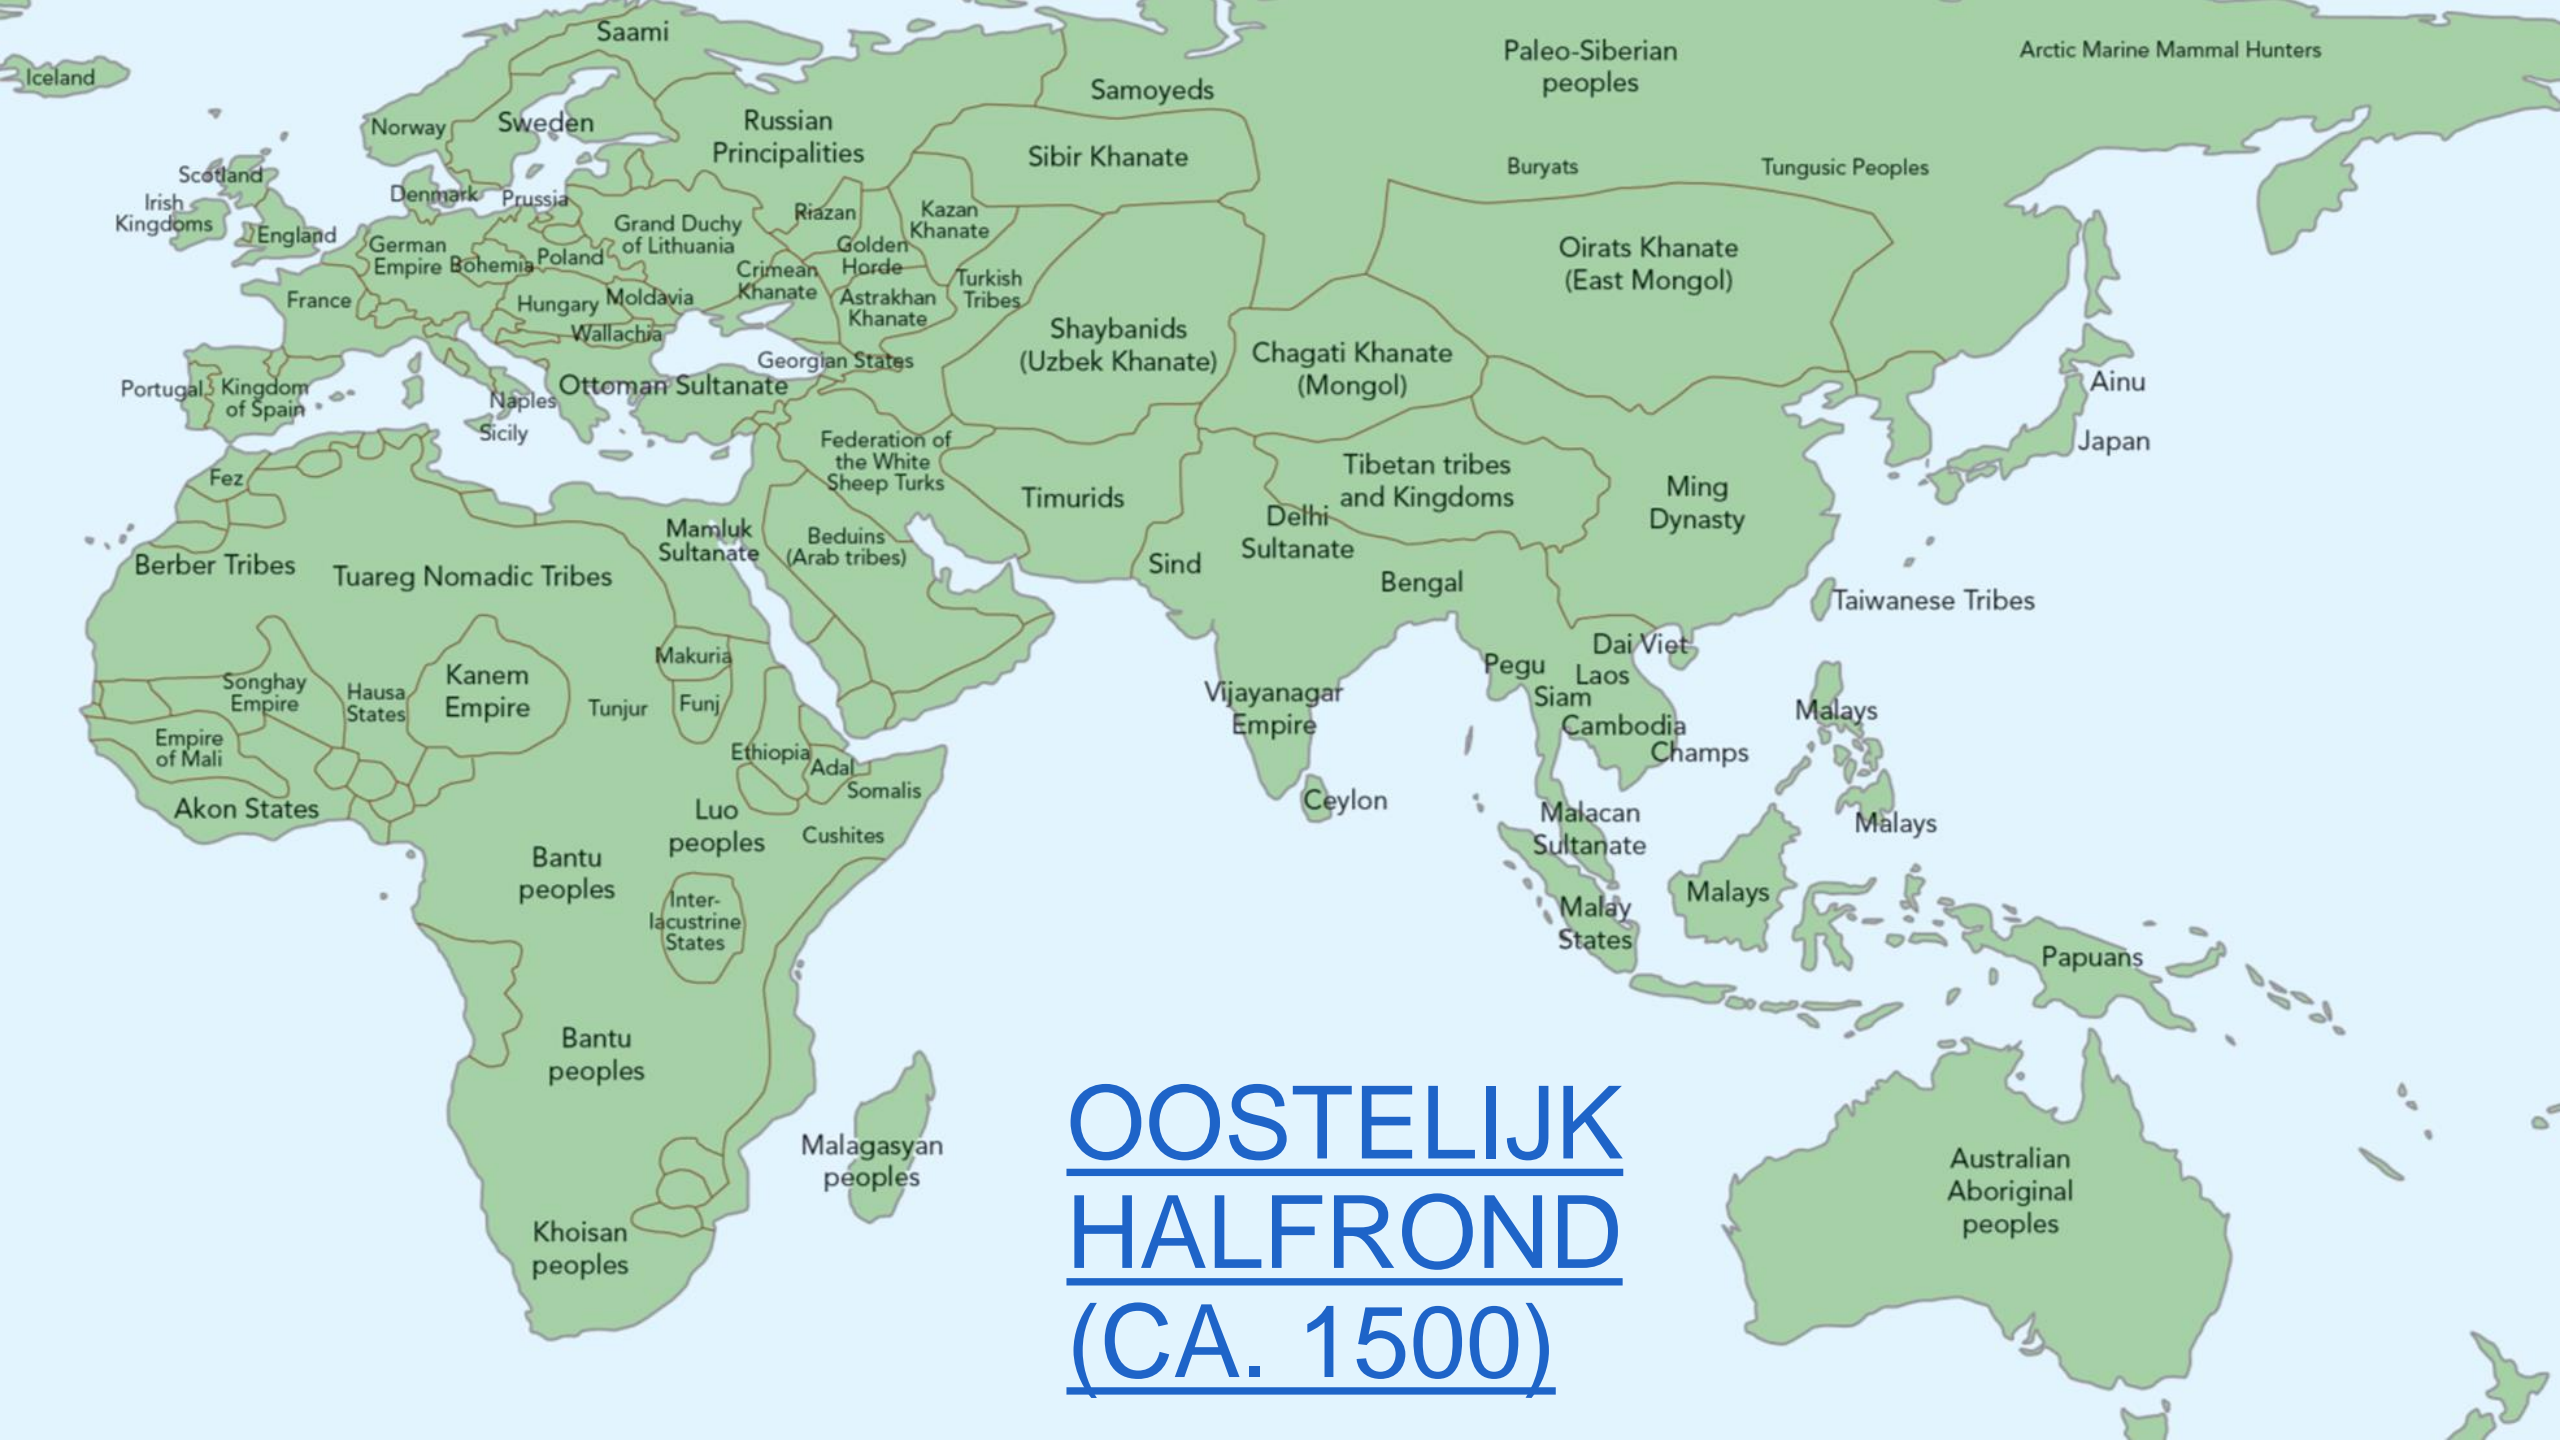 Saami
Iceland
Paleo-Siberian
peoples
Arctic Marine Mammal Hunters
Samoyeds
Norway
Sweden
Russian
Principalities
Sibir Khanate
Buryats
Tungusic Peoples
Scotland
Irish
Kingdoms
England
Denmark
Prussia
Grand Duchy
of Lithuania
Riazan
Kazan
Khanate
German
Empire
Bohemia
Poland
Golden
Horde
Crimean
Khanate
Turkish
Tribes
Oirats Khanate
(East Mongol)
France
Hungary
Moldavia
Wallachia
Astrakhan
Khanate
Shaybanids
(Uzbek Khanate)
Chagati Khanate
(Mongol)
Georgian States
Portugal
Kingdom
of Spain
Naples
Sicily
Ottoman Sultanate
Ainu
Japan
Federation of
the White
Sheep Turks
Fez
Timurids
Tibetan tribes
and Kingdoms
Delhi
Sultanate
Ming
Dynasty
Mamluk
Sultanate
Beduins
(Arab tribes)
Berber Tribes
Tuareg Nomadic Tribes
Sind
Bengal
Taiwanese Tribes
Makuria
Dai Viet
Pegu
Laos
Siam
Songhay
Empire
Hausa
States
Kanem
Empire
Tunjur
Funj
Vijayanagar
Empire
Cambodia
Champs
Malays
Empire
of Mali
Ethiopia
Adal
Somalis
Akon States
Luo
peoples
Cushites
Ceylon
Malacan
Sultanate
Malays
Bantu
peoples
Inter-
lacustrine
States
Malay
States
Malays
Papuans
Bantu
peoples
Malagasyan
peoples
Khoisan
peoples
Australian
Aboriginal
peoples
OOSTELIJK
HALFROND
(CA. 1500)